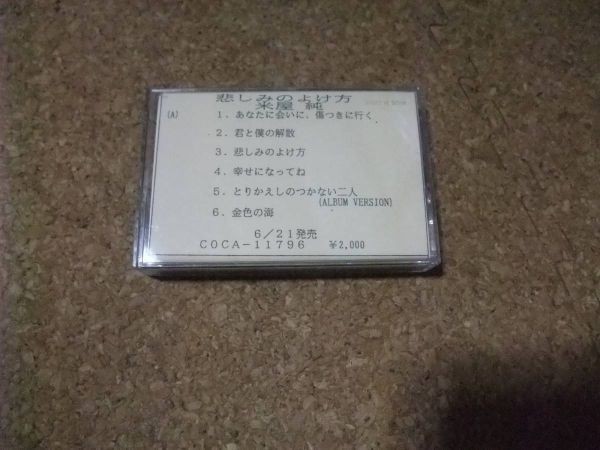 悲しみのよけ方
米屋 純
(A) 1．あなたに会いに、傷つきに行く
2．君と僕の解散
3．悲しみのよけ方
4．幸せになってね
5．とりかえしのつかない二人
(ALBUM VERSION)
6．金色の海
6／21発売
COCA－11796 ¥2,000